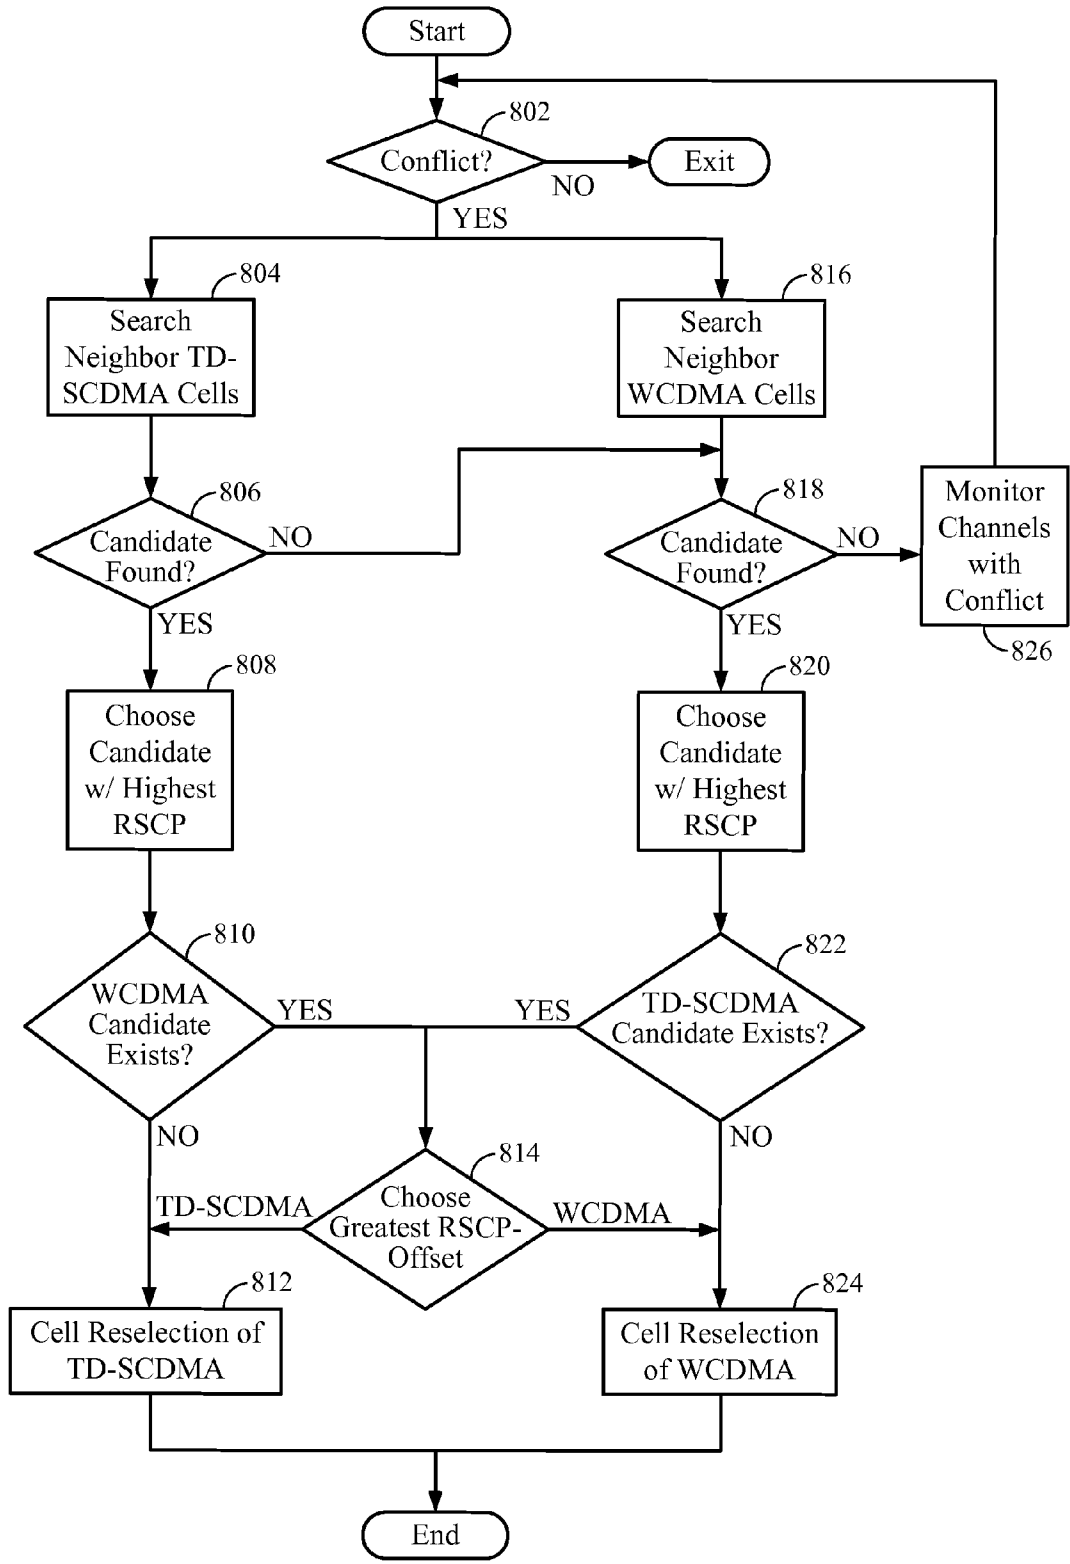 Start
802
Conflict?
Exit
NO
YES
804
816
Search
Neighbor TD-
SCDMA Cells
Search
Neighbor
WCDMA Cells
806
818
Candidate
Found?
NO
Candidate
Found?
NO
Monitor
Channels
with
Conflict
826
YES
YES
808
820
Choose
Candidate
w/ Highest
RSCP
Choose
Candidate
w/ Highest
RSCP
810
822
WCDMA
Candidate
Exists?
YES
YES
TD-SCDMA
Candidate Exists?
NO
NO
814
Choose
Greatest RSCP-
Offset
TD-SCDMA
WCDMA
812
824
Cell Reselection of
TD-SCDMA
Cell Reselection
of WCDMA
End